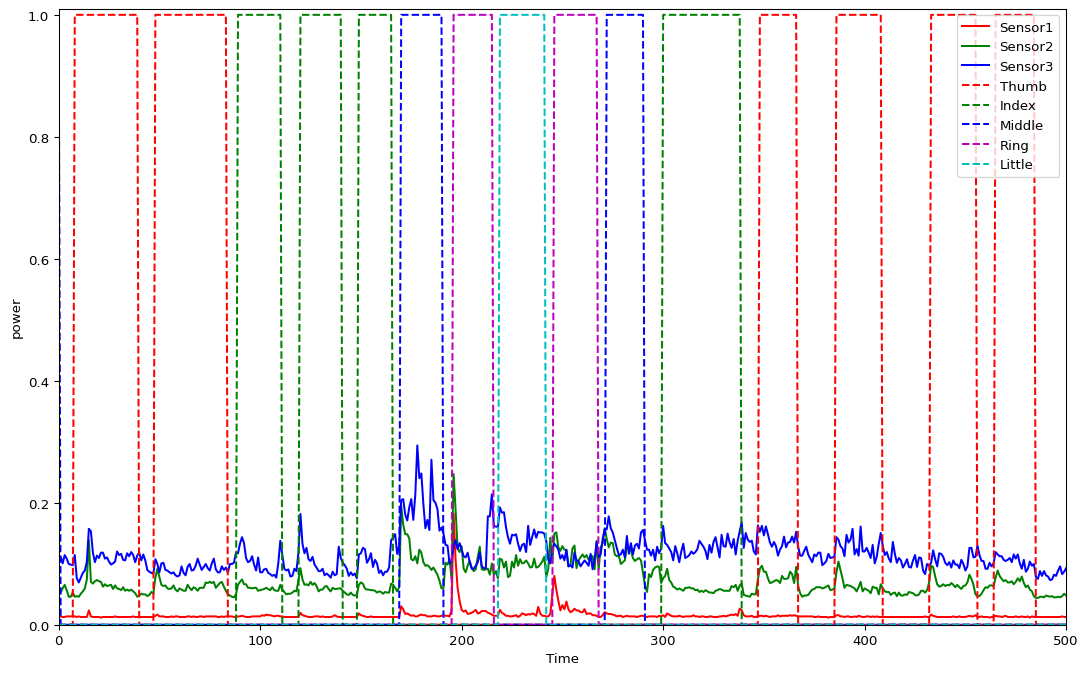 1.0
0.8
0.6
0.4
0.2
0.0
power
0
100
200
300
400
500
Time
Sensor1
Sensor2
Sensor3
Thumb
Index
Middle
Ring
Little